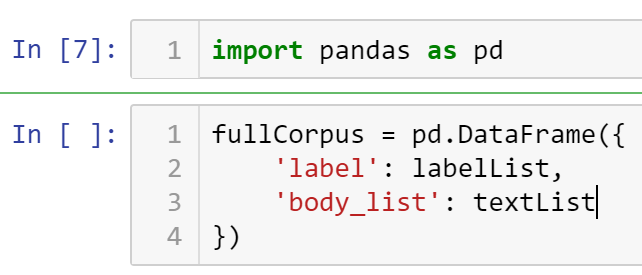 In [7]: 1 import pandas as pd
In [ ]: 1 fullCorpus = pd.DataFrame({
2     'label': labelList,
3     'body_list': textList
4 })